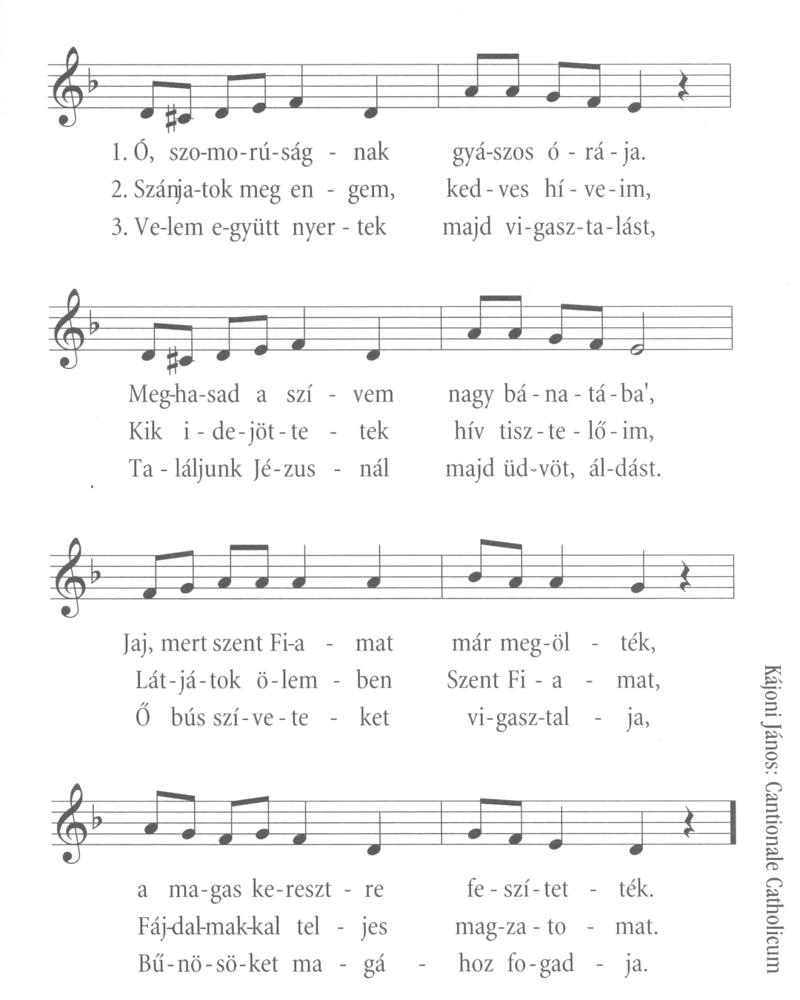 1. Ó, szo-mo-rú-ság - nak gyá-szos ó - rá - ja.
2. Szánja-tok meg en - gem, ked - ves hí - ve - im,
3. Ve-lem e-gyütt nyer - tek majd vi-gasz-ta-lást,
Meg-ha-sad a szí - vem nagy bá - na - tá - ba',
Kik i - de-jöt-te - tek hív tisz - te - lő - im,
Ta - láljunk Jé-zus - nál majd üd-vöt, ál-dást.
Jaj, mert szent Fi-a - mat már meg-öl - ték,
Lát-já-tok ö-lem - ben Szent Fi - a - mat,
Ő bús szí-ve-te - ket vi-gasz-tal - ja,
a ma-gas ke-reszt - re fe - szí-tet - ték.
Fáj-dal-mak-kal tel - jes mag-za - to - mat.
Bű-nö-sö-ket ma - gá - hoz fo-gad - ja.
Kájoni János: Cantionale Catholicum